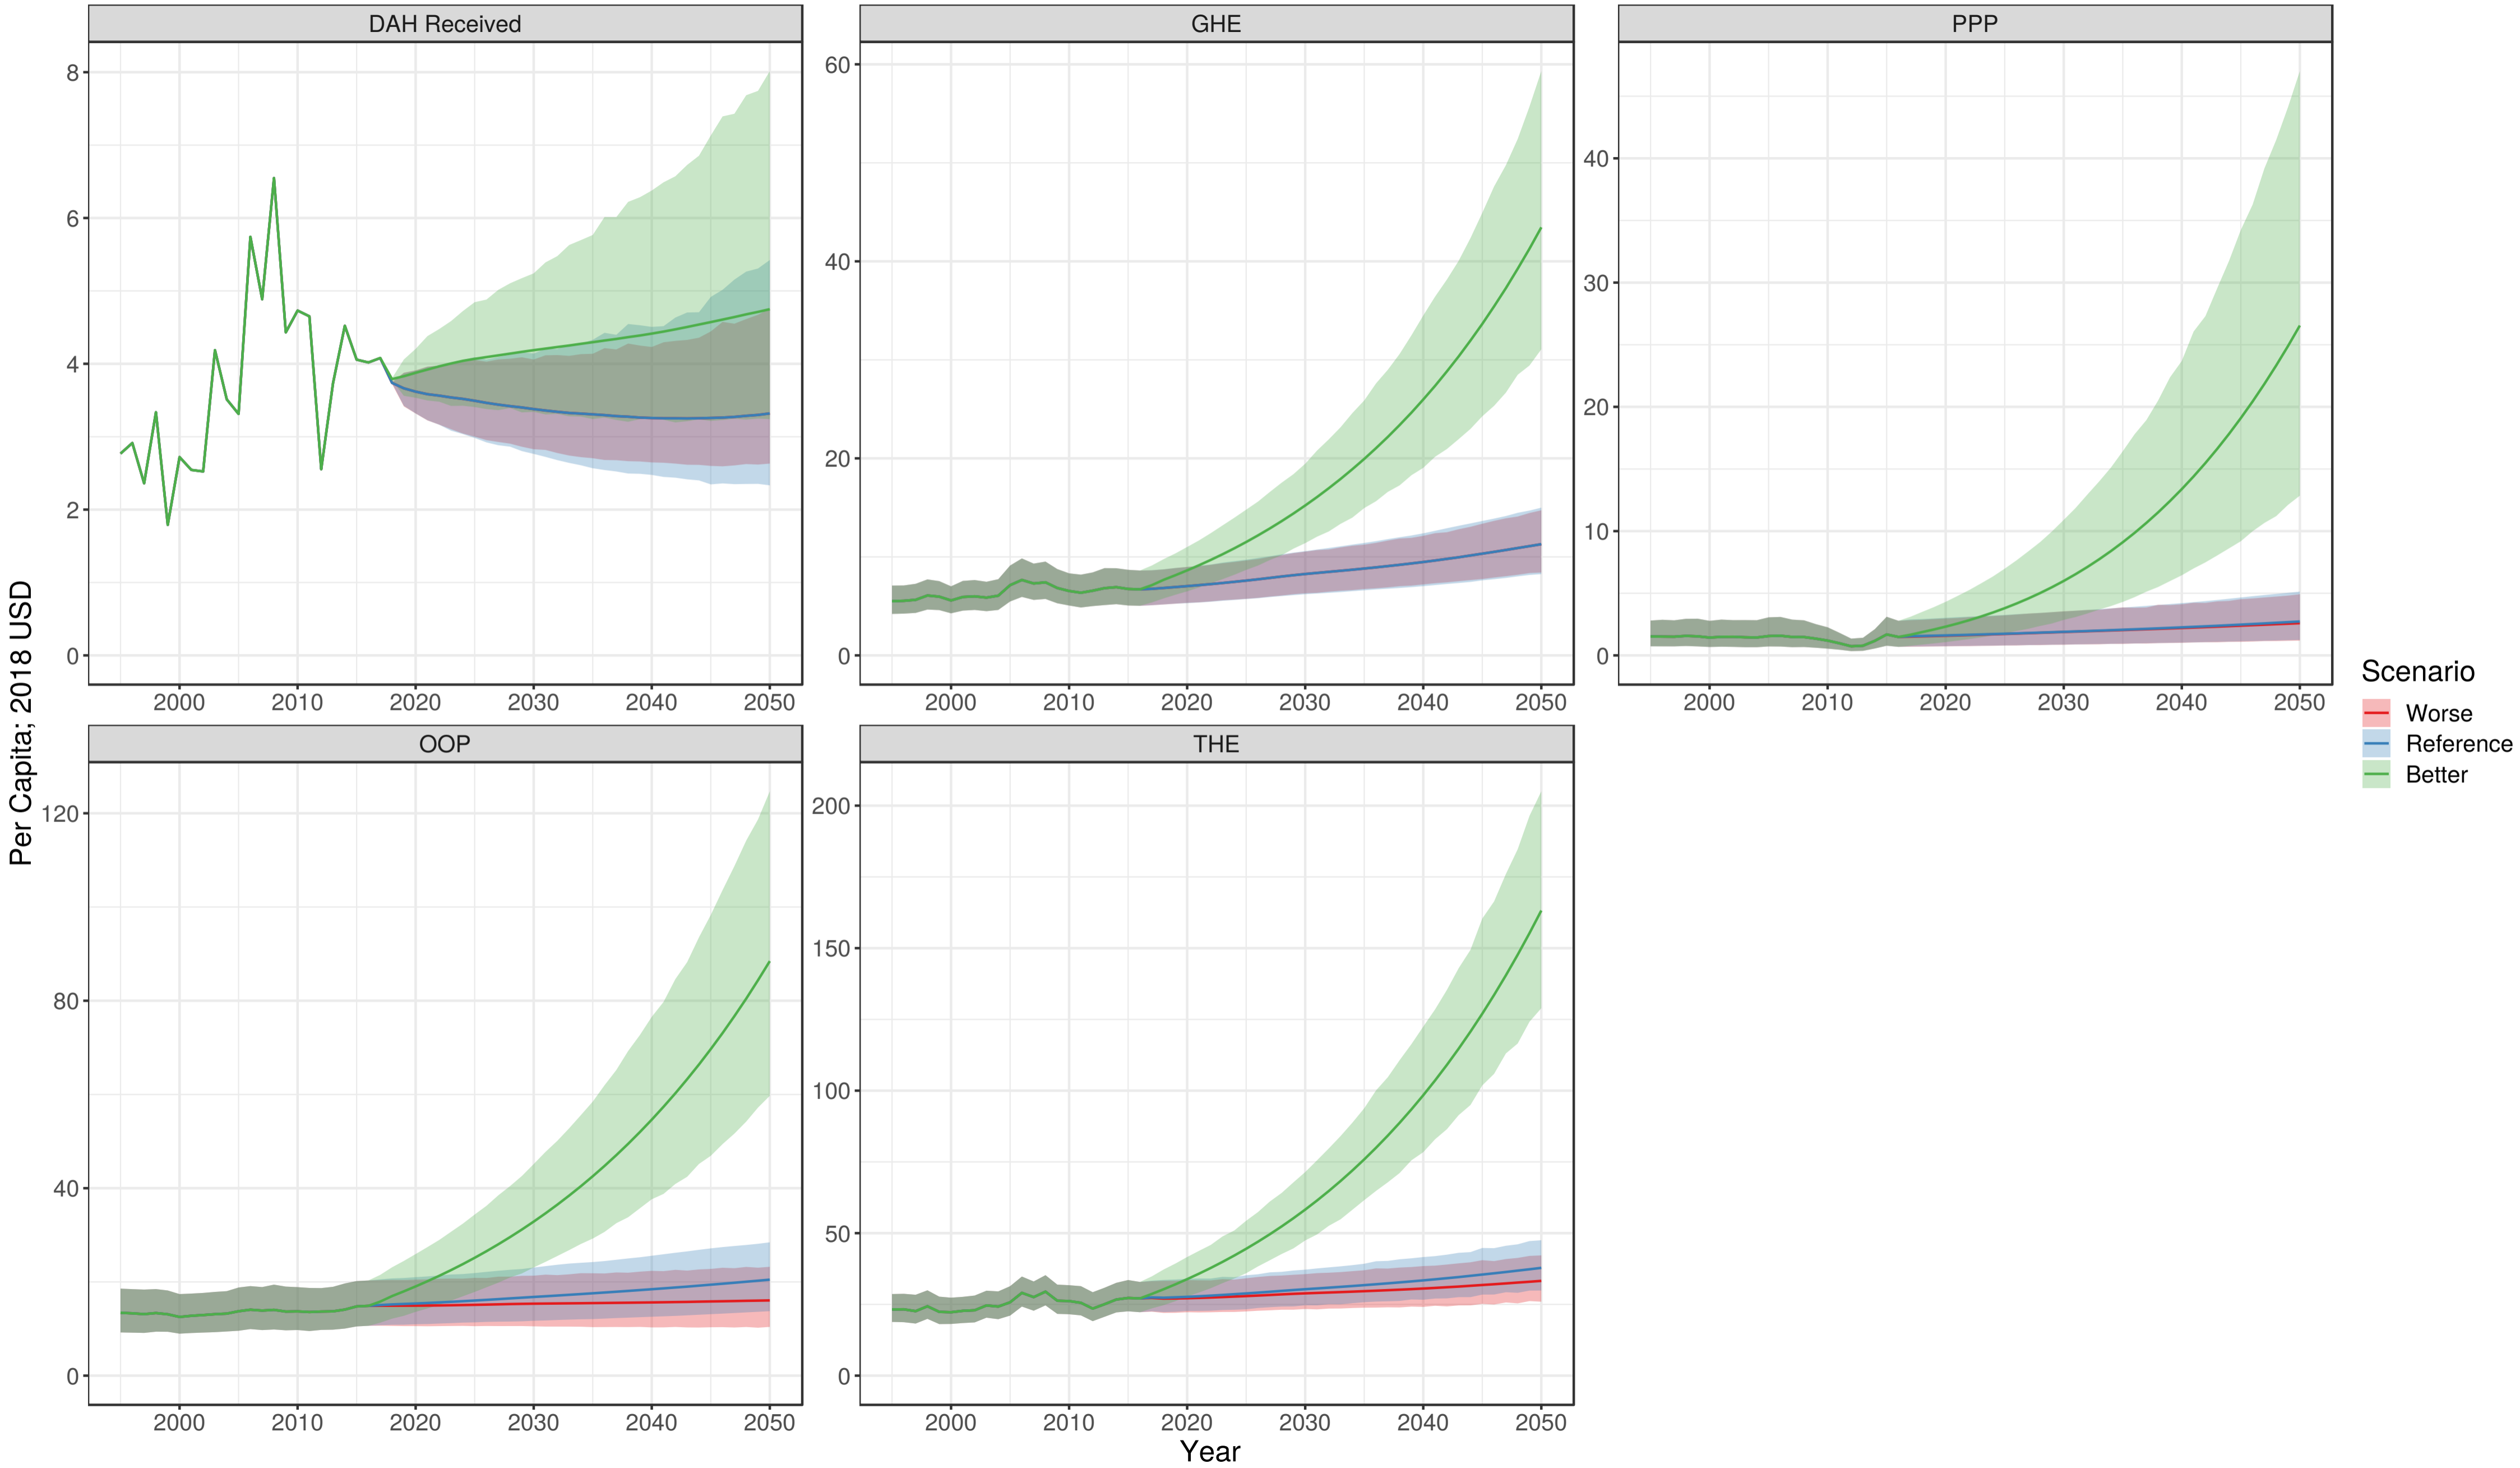 DAH Received
GHE
PPP
8
6
4
2
0
60
40
20
0
40
30
20
10
0
2000 2010 2020 2030 2040 2050
2000 2010 2020 2030 2040 2050
2000 2010 2020 2030 2040 2050
OOP
THE
120
80
40
0
200
150
100
50
0
2000 2010 2020 2030 2040 2050
2000 2010 2020 2030 2040 2050
Per Capita; 2018 USD
Year
Scenario
Worse
Reference
Better